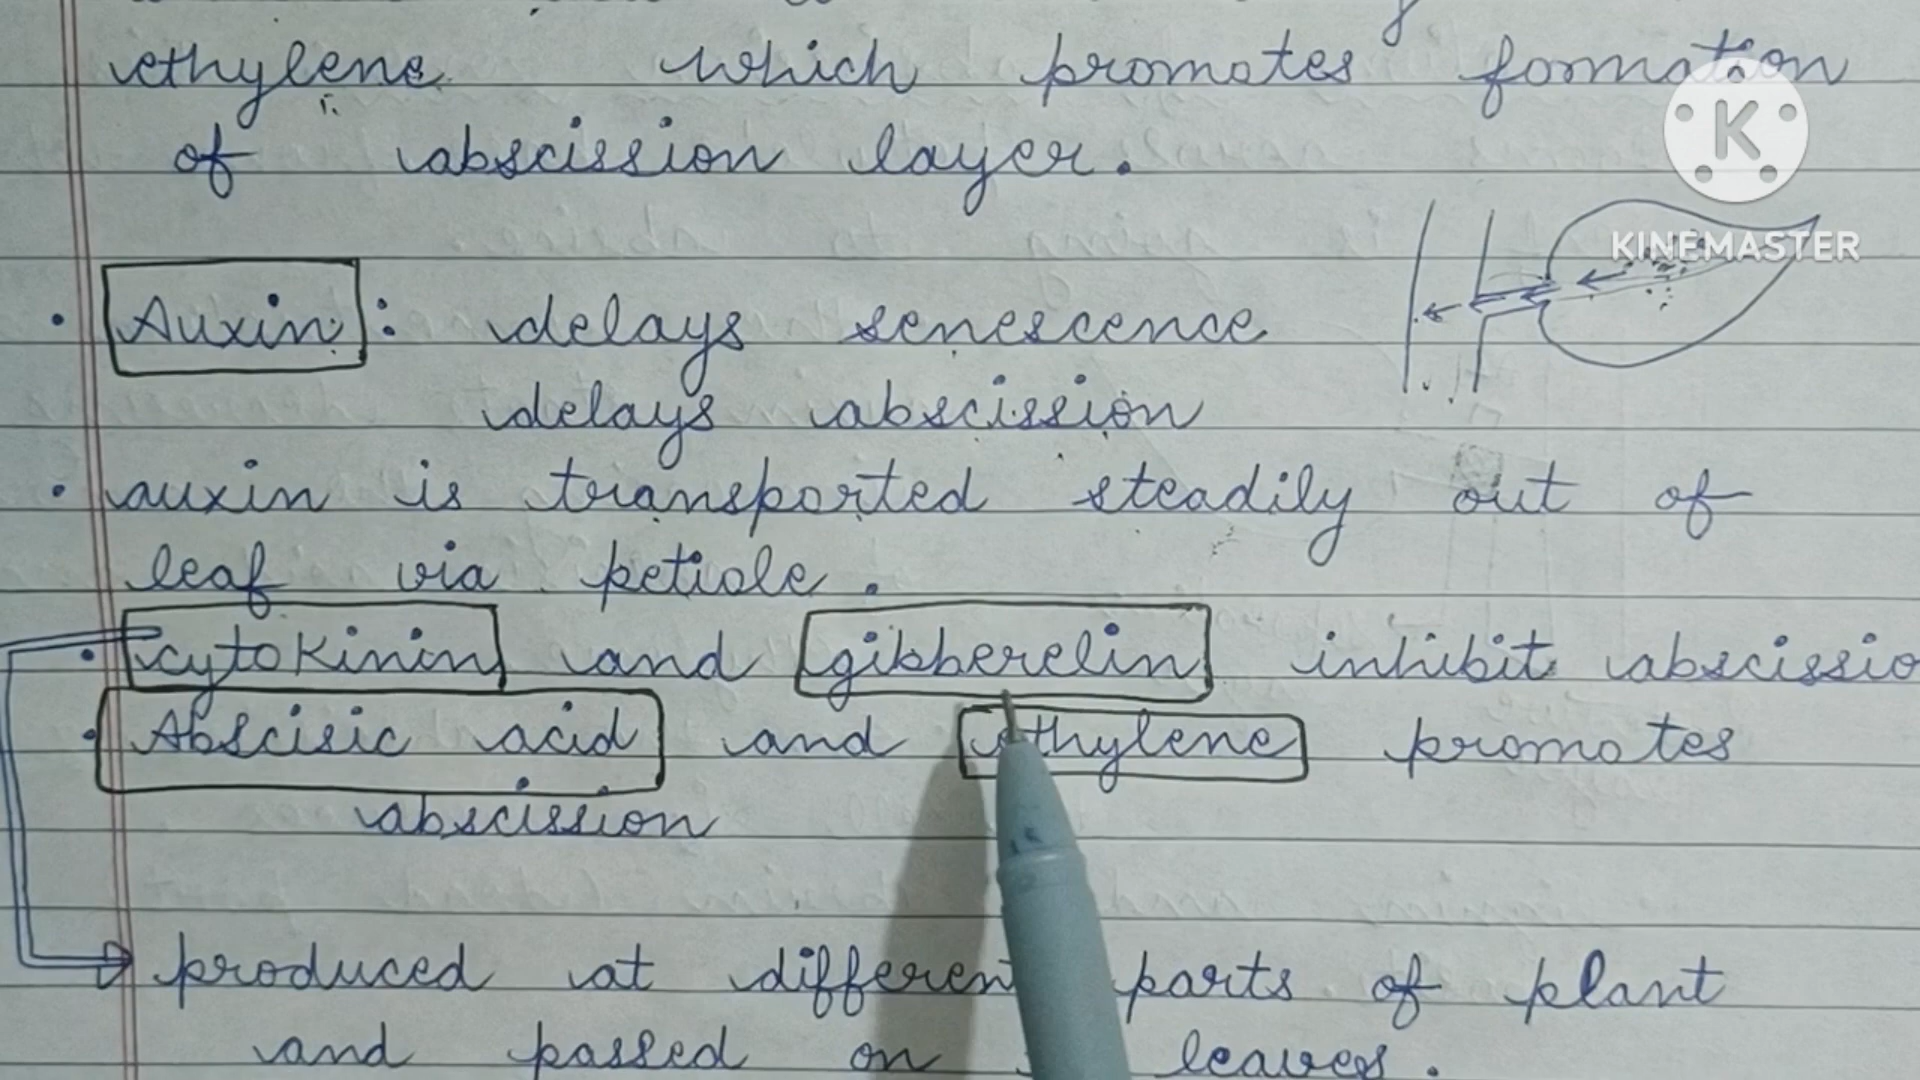 ethylene which promotes formation
of abscission layer.
K
KINEMASTER
• Auxin : delays senescence
delays abscission
• auxin is transported steadily out of
leaf via petiole.
• cytokinin and gibberelin inhibit abscissio
• Abscisic acid and ethylene promotes
abscission
produced at different parts of plant
and passed on leaves.